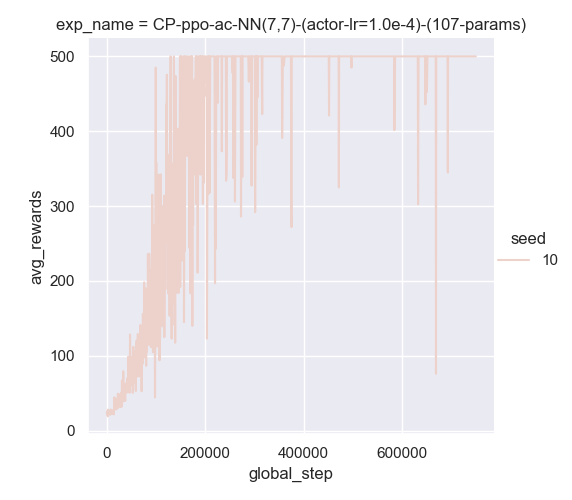 exp_name = CP-ppo-ac-NN(7,7)-(actor-lr=1.0e-4)-(107-params)
500
400
300
200
100
0
avg_rewards
seed
10
0 200000 400000 600000
global_step